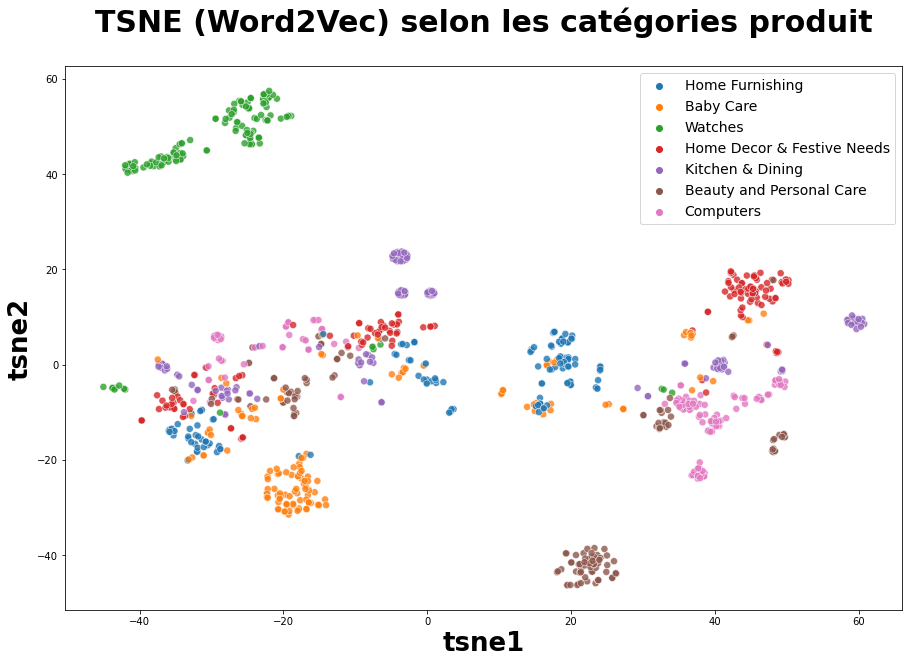 TSNE (Word2Vec) selon les catégories produit
Home Furnishing
Baby Care
Watches
Home Decor & Festive Needs
Kitchen & Dining
Beauty and Personal Care
Computers
60
40
20
0
−20
−40
tsne2
−40
−20
0
20
40
60
tsne1